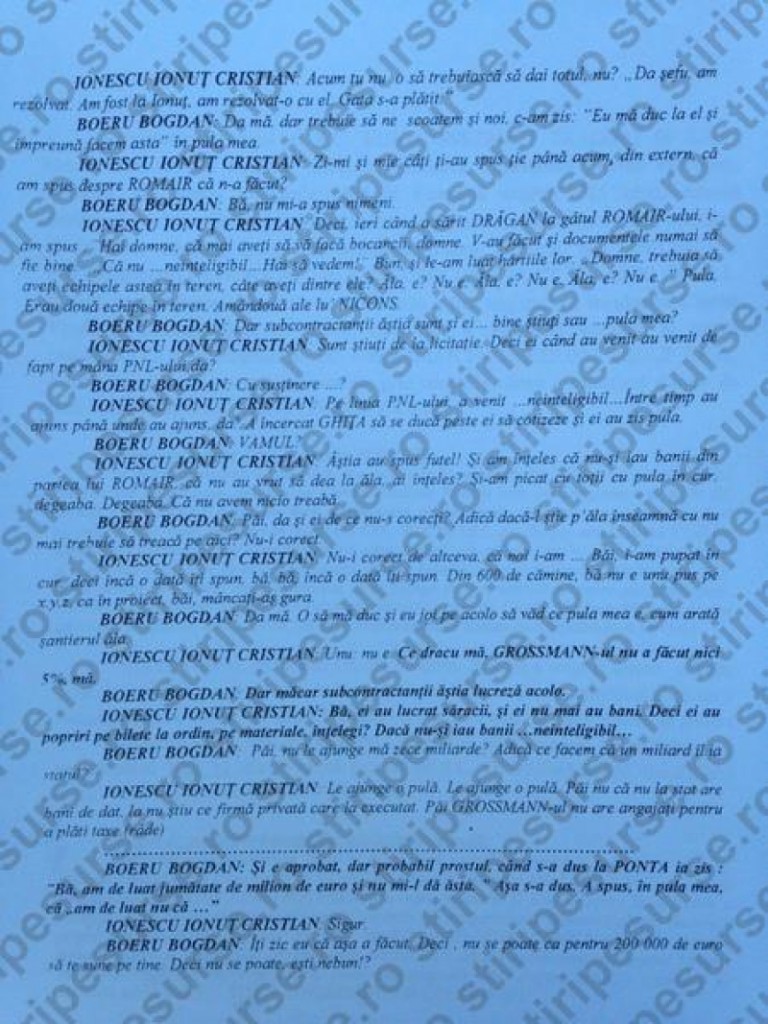 IONESCU IONUȚ CRISTIAN: Acum tu nu o să trebuiască să dai totul, nu? „Da șefu, am
rezolvat. Am fost la Ionuț, am rezolvat-o cu el. Gata s-a plătit."
BOERU BOGDAN: Da mă, dar trebuie să ne scoatem și noi, c-am zis: "Eu mă duc la el și
împreună facem asta" în pula mea.
IONESCU IONUȚ CRISTIAN: Zi-mi și mie câți ți-au spus ție până acum, din extern, că
am spus despre ROMAIR că n-a făcut?
BOERU BOGDAN: Bă, nu mi-a spus nimeni.
IONESCU IONUȚ CRISTIAN: Deci, ieri când a sărit DRĂGAN la gâtul ROMAIR-ului, i-
am spus „Hai domne, că mai aveți să vă facă bocancii, domne. V-au făcut și documentele numai să
fie bine. „Că nu ...neinteligibil...Hai să vedem!" Bun, și le-am luat hârtiile lor. „Domne, trebuia să
aveți echipele astea în teren, câte aveți dintre ele? Ăla, e? Nu e. Ăla, e? Nu e. Ăla, e? Nu e. " Pula.
Erau două echipe în teren. Amândouă ale lu' NICONS.
BOERU BOGDAN: Dar subcontractanții ăștia sunt și ei... bine știuți sau ...pula mea?
IONESCU IONUȚ CRISTIAN: Sunt știuți de la licitație. Deci ei când au venit au venit de
fapt pe mâna PNL-ului,da?
BOERU BOGDAN: Cu susținere ...?
IONESCU IONUȚ CRISTIAN: Pe linia PNL-ului, a venit ...neinteligibil...Între timp au
ajuns până unde au ajuns, da? A încercat GHIȚA să se ducă peste ei să cotizeze și ei au zis pula.
BOERU BOGDAN: VAMUL?
IONESCU IONUȚ CRISTIAN: Ăștia au spus futel! Și am înțeles că nu-și iau banii din
partea lui ROMAIR, că nu au vrut să dea la ăla, ai înțeles? Și-am picat cu toții cu pula în cur,
degeaba. Degeaba. Că nu avem nicio treabă.
BOERU BOGDAN: Păi, da și ei de ce nu-s corecți? Adică dacă-l știe p'ăla înseamnă cu nu
mai trebuie să treacă pe aici? Nu-i corect.
IONESCU IONUȚ CRISTIAN: Nu-i corect de altceva, că noi i-am ... Băi, i-am pupat în
cur, deci încă o dată îți spun, bă, bă, încă o dată îți spun. Din 600 de cămine, bă nu e unu pus pe
x,y,z, ca în proiect, băi, mâncați-aș gura.
BOERU BOGDAN: Da mă. O să mă duc și eu joi pe acolo să văd ce pula mea e, cum arată
șantierul ăla.
IONESCU IONUȚ CRISTIAN: Unu nu e. Ce dracu mă, GROSSMANN-ul nu a făcut nici
5%, mă.
BOERU BOGDAN: Dar măcar subcontractanții ăștia lucreză acolo.
IONESCU IONUȚ CRISTIAN: Bă, ei au lucrat săracii, și ei nu mai au bani. Deci ei au
popriri pe bilete la ordin, pe materiale, înțelegi? Dacă nu-și iau banii ...neinteligibil...
BOERU BOGDAN: Păi, nu le ajunge mă zece miliarde? Adică ce facem că un miliard îl ia
statul?
IONESCU IONUȚ CRISTIAN: Le ajunge o pulă. Le ajunge o pulă. Păi nu că nu la stat are
bani de dat, la nu știu ce firmă privată care la executat. Păi GROSSMANN-ul nu are angajați pentru
a plăti taxe (râde)
..........
BOERU BOGDAN: Și e aprobat, dar probabil prostul, când s-a dus la PONTA ia zis :
"Bă, am de luat jumătate de milion de euro și nu mi-l dă ăsta. " Așa s-a dus. A spus, în pula mea,
că „am de luat nu că ..."
IONESCU IONUȚ CRISTIAN: Sigur.
BOERU BOGDAN: Îți zic eu că așa a făcut. Deci , nu se poate ca pentru 200 000 de euro
să te sune pe tine. Deci nu se poate, ești nebun!?